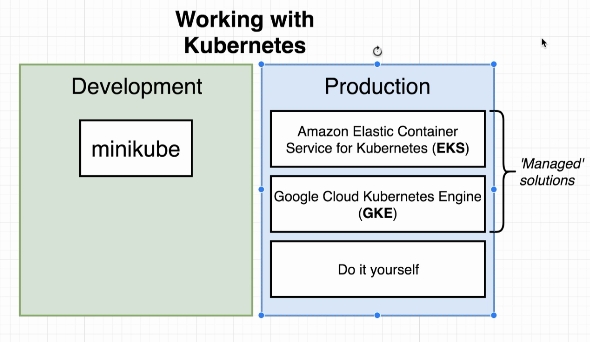 Working with
Kubernetes
Development
minikube
Production
Amazon Elastic Container
Service for Kubernetes (EKS)
Google Cloud Kubernetes Engine
(GKE)
Do it yourself
'Managed'
solutions